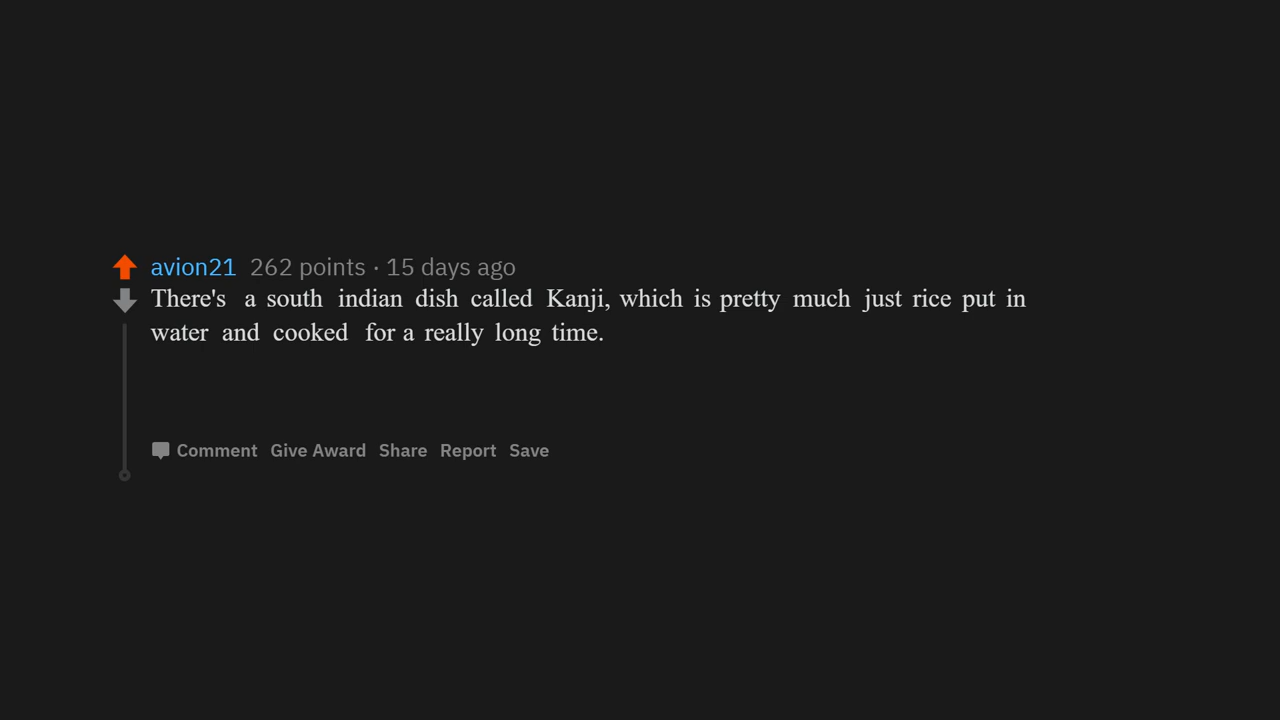 avion21 262 points · 15 days ago
There's a south indian dish called Kanji, which is pretty much just rice put in
water and cooked for a really long time.
Comment Give Award Share Report Save